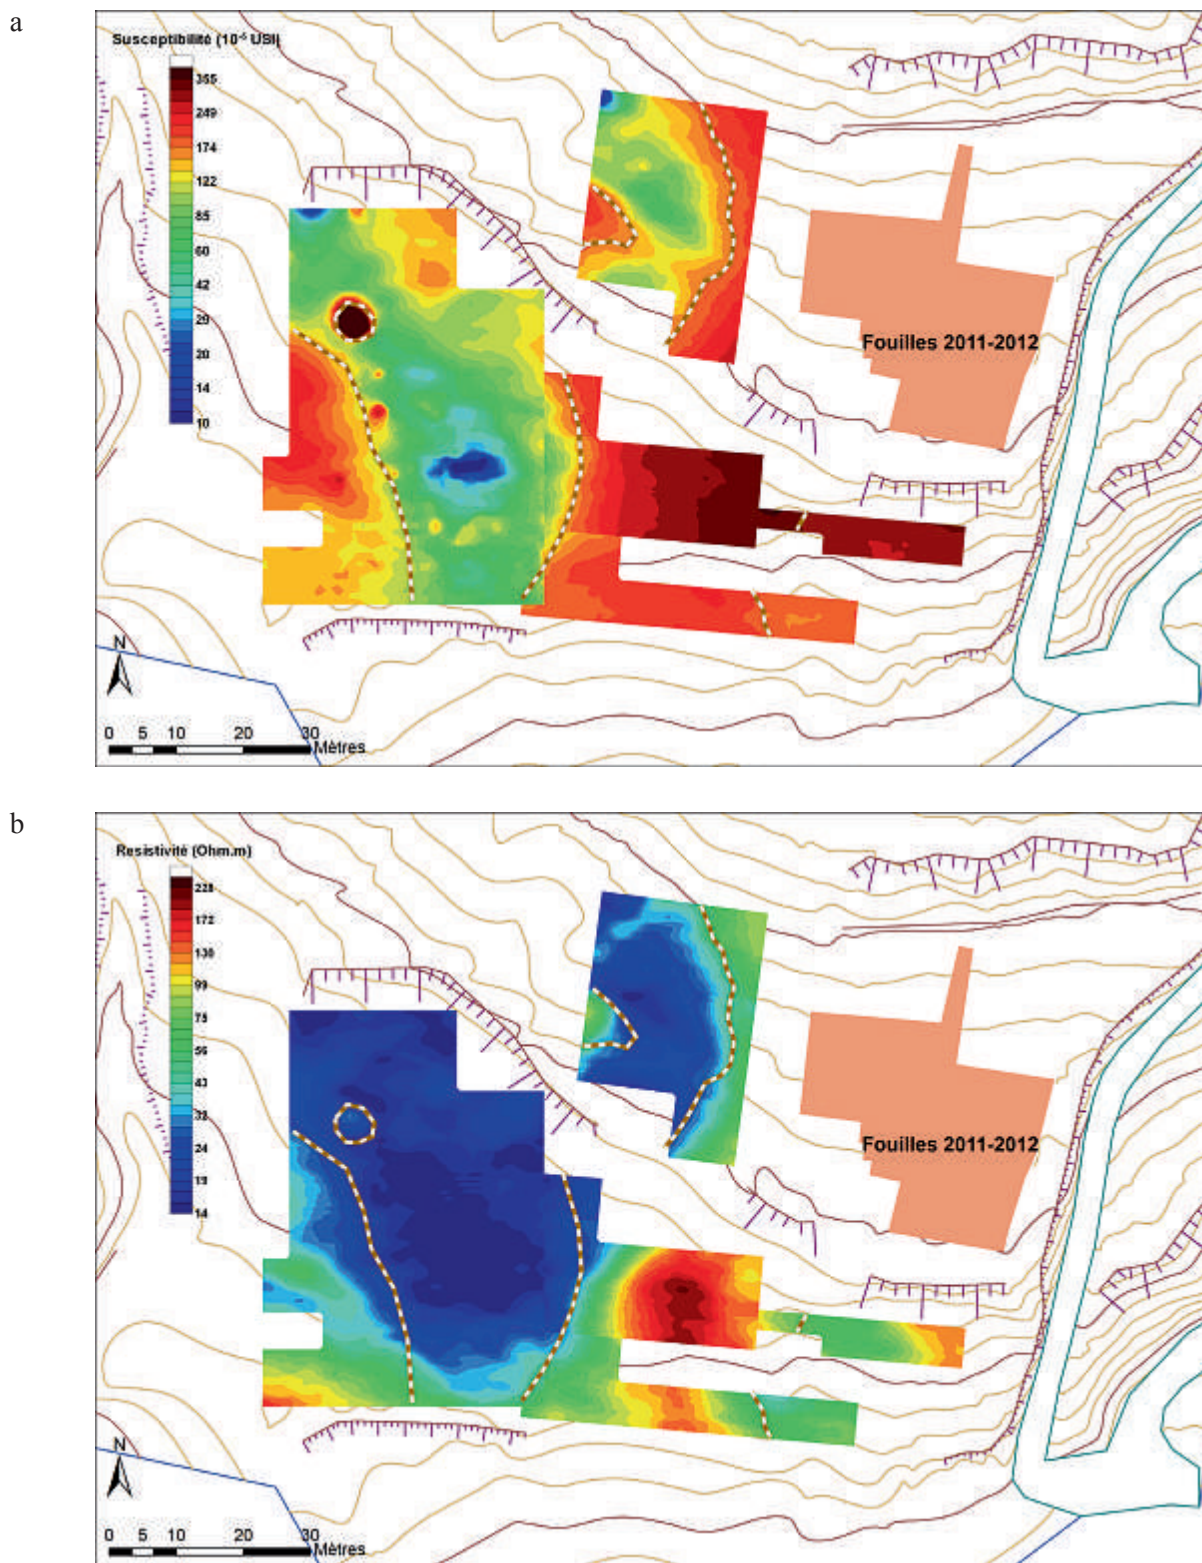 a
Susceptibilité (10⁻⁵ USI)
355
249
174
122
85
60
42
29
20
14
10
Fouilles 2011-2012
N
0 5 10 20 30
Mètres
b
Resistivité (Ohm.m)
228
172
130
99
75
56
43
32
24
19
14
Fouilles 2011-2012
N
0 5 10 20 30
Mètres